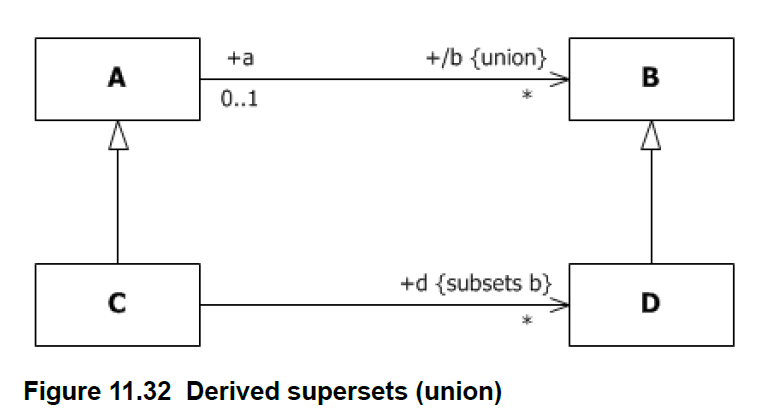 A
+a
+/b {union}
B
0..1
*
C
+d {subsets b}
D
*
Figure 11.32 Derived supersets (union)